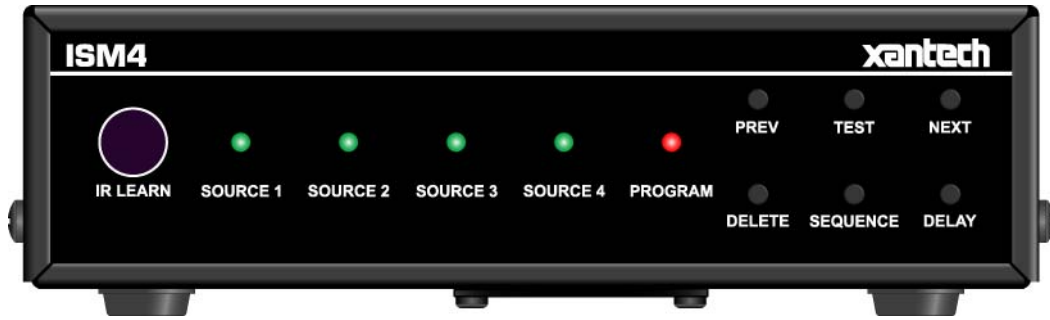 ISM4
xantech
PREV TEST NEXT
IR LEARN SOURCE 1 SOURCE 2 SOURCE 3 SOURCE 4 PROGRAM
DELETE SEQUENCE DELAY